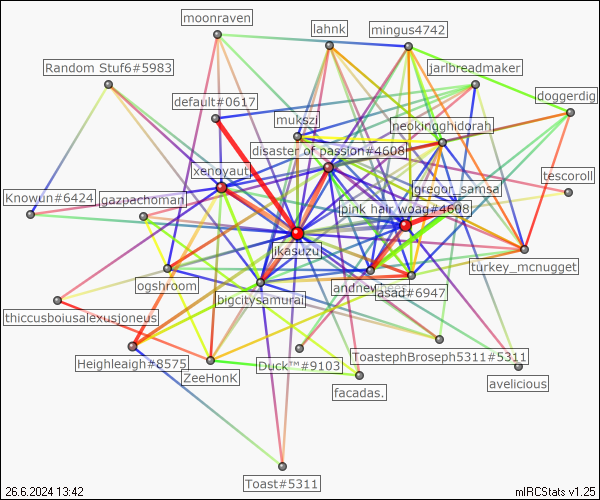 moonraven
lahnk
mingus4742
Random Stuf6#5983
jarlbreadmaker
default#0617
doggerdig
mukszi
neokingghidorah
disaster of passion#4608
xenoyaut
tescoroll
Knowun#6424
gazpachoman
gregor_samsa
pink hair woag#4608
jkasuzu
turkey_mcnugget
ogshroom
asad#6947
bigcitysamurai
thiccusboiusalexusjoneus
ToastephBroseph5311#5311
Heighleaigh#8575
Duck™#9103
ZeeHonK
avelicious
facadas.
Toast#5311
26.6.2024 13:42
mIRCStats v1.25